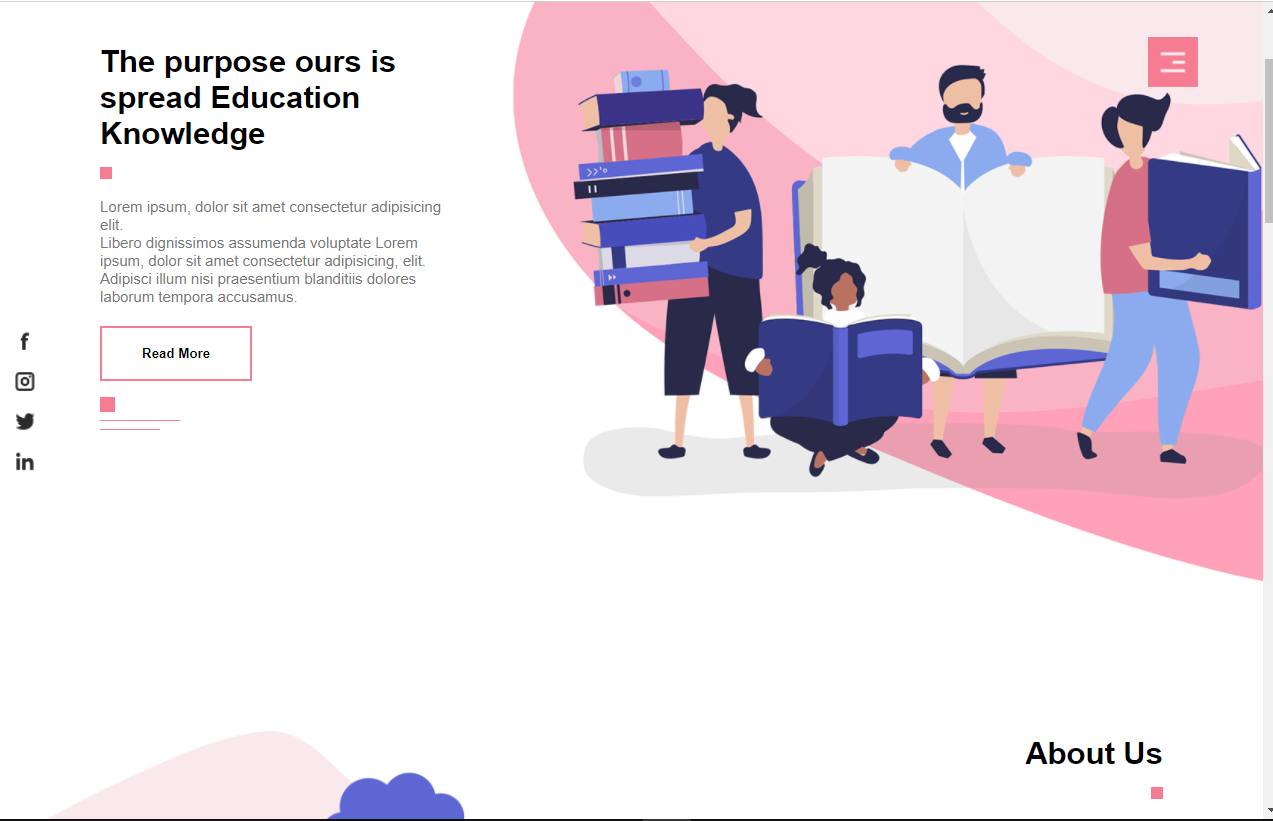 The purpose ours is
spread Education
Knowledge
Lorem ipsum, dolor sit amet consectetur adipisicing
elit.
Libero dignissimos assumenda voluptate Lorem
ipsum, dolor sit amet consectetur adipisicing, elit.
Adipisci illum nisi praesentium blanditiis dolores
laborum tempora accusamus.
Read More
About Us